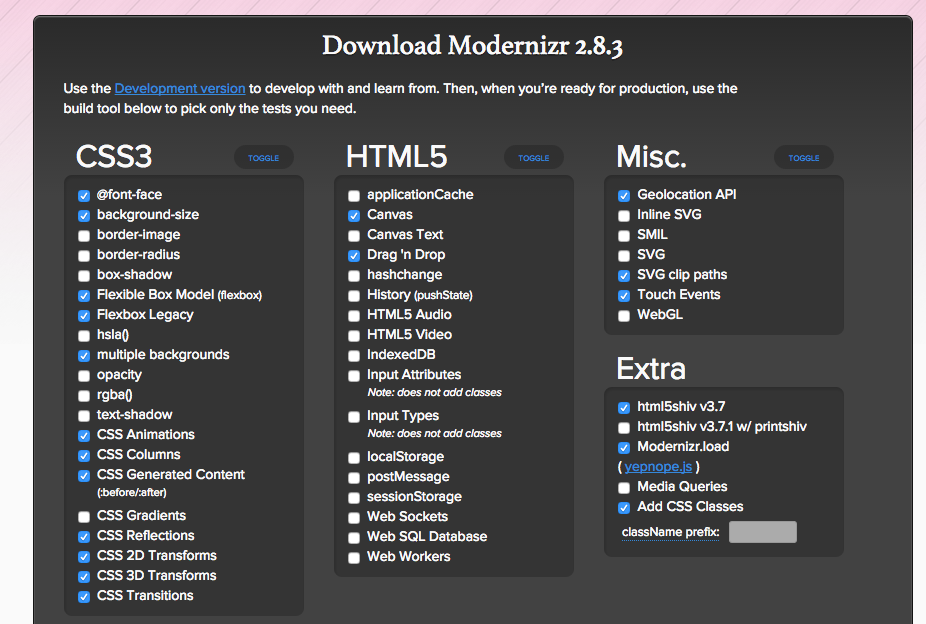 Download Modernizr 2.8.3
Use the Development version to develop with and learn from. Then, when you're ready for production, use the
build tool below to pick only the tests you need.
CSS3
TOGGLE
@font-face
background-size
border-image
border-radius
box-shadow
Flexible Box Model (flexbox)
Flexbox Legacy
hsla()
multiple backgrounds
opacity
rgba()
text-shadow
CSS Animations
CSS Columns
CSS Generated Content
(:before/:after)
CSS Gradients
CSS Reflections
CSS 2D Transforms
CSS 3D Transforms
CSS Transitions
HTML5
TOGGLE
applicationCache
Canvas
Canvas Text
Drag 'n Drop
hashchange
History (pushState)
HTML5 Audio
HTML5 Video
IndexedDB
Input Attributes
Note: does not add classes
Input Types
Note: does not add classes
localStorage
postMessage
sessionStorage
Web Sockets
Web SQL Database
Web Workers
Misc.
TOGGLE
Geolocation API
Inline SVG
SMIL
SVG
SVG clip paths
Touch Events
WebGL
Extra
html5shiv v3.7
html5shiv v3.7.1 w/ printshiv
Modernizr.load
( yepnope.js )
Media Queries
Add CSS Classes
className prefix: